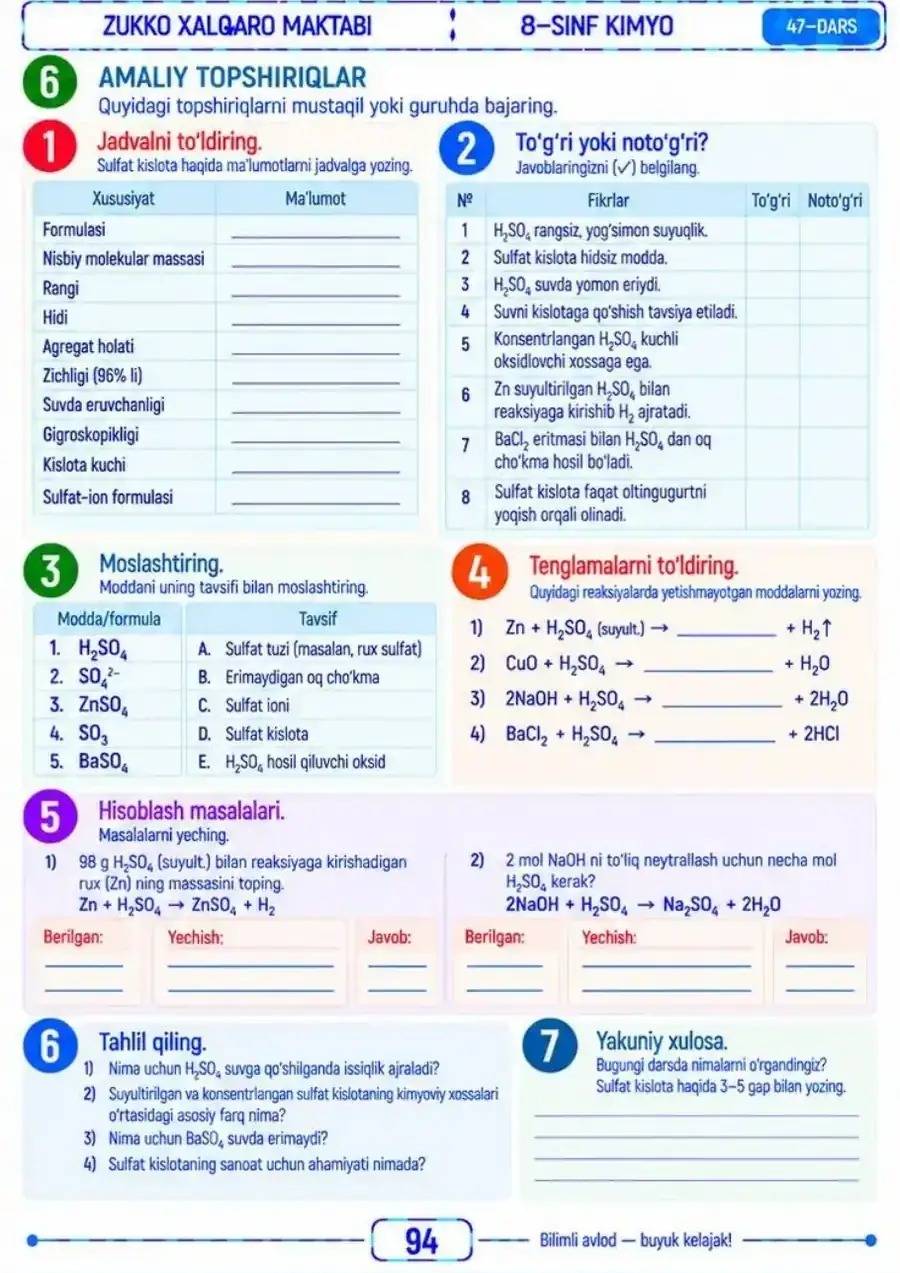 ZUKKO XALQARO MAKTABI
8–SINF KIMYO
47–DARS
6
AMALIY TOPSHIRIQLAR
Quyidagi topshiriqlarni mustaqil yoki guruhda bajaring.
1
Jadvalni to‘ldiring.
Sulfat kislota haqida ma'lumotlarni jadvalga yozing.
Xususiyat
Ma'lumot
Formulasi
Nisbiy molekular massasi
Rangi
Hidi
Agregat holati
Zichligi (96% li)
Suvda eruvchanligi
Gigroskopikligi
Kislota kuchi
Sulfat-ion formulasi
2
To‘g‘ri yoki noto‘g‘ri?
Javoblaringizni (✓) belgilang.
№ Fikrlar To‘g‘ri Noto‘g‘ri
1 H₂SO₄ rangsiz, yog‘simon suyuqlik.
2 Sulfat kislota hidsiz modda.
3 H₂SO₄ suvda yomon eriydi.
4 Suvni kislotaga qo‘shish tavsiya etiladi.
5 Konsentrlangan H₂SO₄ kuchli
oksidlovchi xossaga ega.
6 Zn suyultirilgan H₂SO₄ bilan
reaksiyaga kirishib H₂ ajratadi.
7 BaCl₂ eritmasi bilan H₂SO₄ dan oq
cho‘kma hosil bo‘ladi.
8 Sulfat kislota faqat oltingugurtni
yoqish orqali olinadi.
3
Moslashtiring.
Moddani uning tavsifi bilan moslashtiring.
Modda/formula
Tavsif
1. H₂SO₄
A. Sulfat tuzi (masalan, rux sulfat)
2. SO₄²⁻
B. Erimaydigan oq cho‘kma
3. ZnSO₄
C. Sulfat ioni
4. SO₃
D. Sulfat kislota
5. BaSO₄
E. H₂SO₄ hosil qiluvchi oksid
4
Tenglamalarni to‘ldiring.
Quyidagi reaksiyalarda yetishmayotgan moddalarni yozing.
1) Zn + H₂SO₄ (suyult.) → ____________ + H₂↑
2) CuO + H₂SO₄ → ____________ + H₂O
3) 2NaOH + H₂SO₄ → ____________ + 2H₂O
4) BaCl₂ + H₂SO₄ → ____________ + 2HCl
5
Hisoblash masalalari.
Masalalarni yeching.
1) 98 g H₂SO₄ (suyult.) bilan reaksiyaga kirishadigan
rux (Zn) ning massasini toping.
Zn + H₂SO₄ → ZnSO₄ + H₂
Berilgan:
Yechish:
Javob:
2) 2 mol NaOH ni to‘liq neytrallash uchun necha mol
H₂SO₄ kerak?
2NaOH + H₂SO₄ → Na₂SO₄ + 2H₂O
Berilgan:
Yechish:
Javob:
6
Tahlil qiling.
1) Nima uchun H₂SO₄ suvga qo‘shilganda issiqlik ajraladi?
2) Suyultirilgan va konsentrlangan sulfat kislotaning kimyoviy xossalari
o‘rtasidagi asosiy farq nima?
3) Nima uchun BaSO₄ suvda erimaydi?
4) Sulfat kislotaning sanoat uchun ahamiyati nimada?
7
Yakuniy xulosa.
Bugungi darsda nimalarni o‘rgandingiz?
Sulfat kislota haqida 3–5 gap bilan yozing.
94
Bilimli avlod — buyuk kelajak!